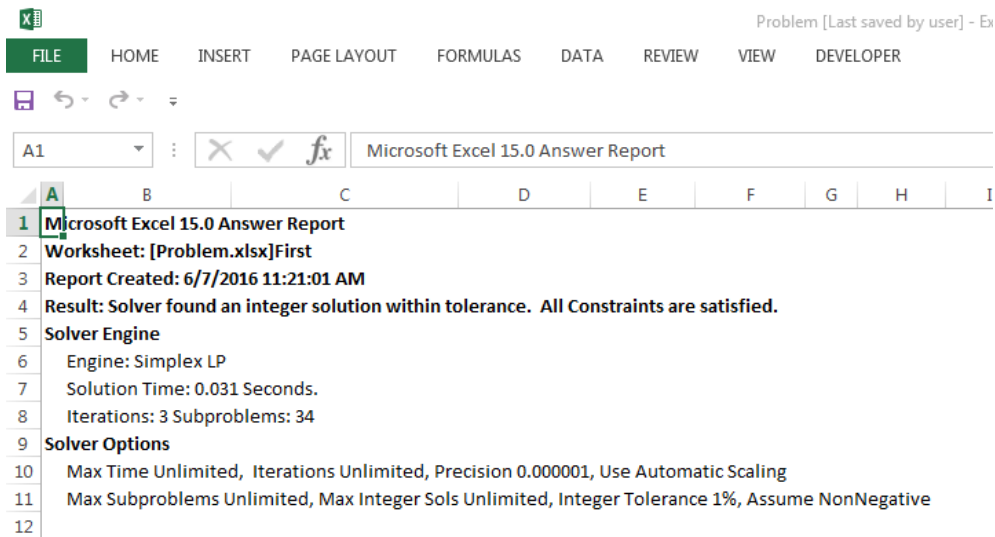 Problem [Last saved by user] - Ex
FILE HOME INSERT PAGE LAYOUT FORMULAS DATA REVIEW VIEW DEVELOPER
A1 fx Microsoft Excel 15.0 Answer Report
A B C D E F G H I
1 Microsoft Excel 15.0 Answer Report
2 Worksheet: [Problem.xlsx]First
3 Report Created: 6/7/2016 11:21:01 AM
4 Result: Solver found an integer solution within tolerance.  All Constraints are satisfied.
5 Solver Engine
6 Engine: Simplex LP
7 Solution Time: 0.031 Seconds.
8 Iterations: 3 Subproblems: 34
9 Solver Options
10 Max Time Unlimited,  Iterations Unlimited, Precision 0.000001, Use Automatic Scaling
11 Max Subproblems Unlimited, Max Integer Sols Unlimited, Integer Tolerance 1%, Assume NonNegative
12